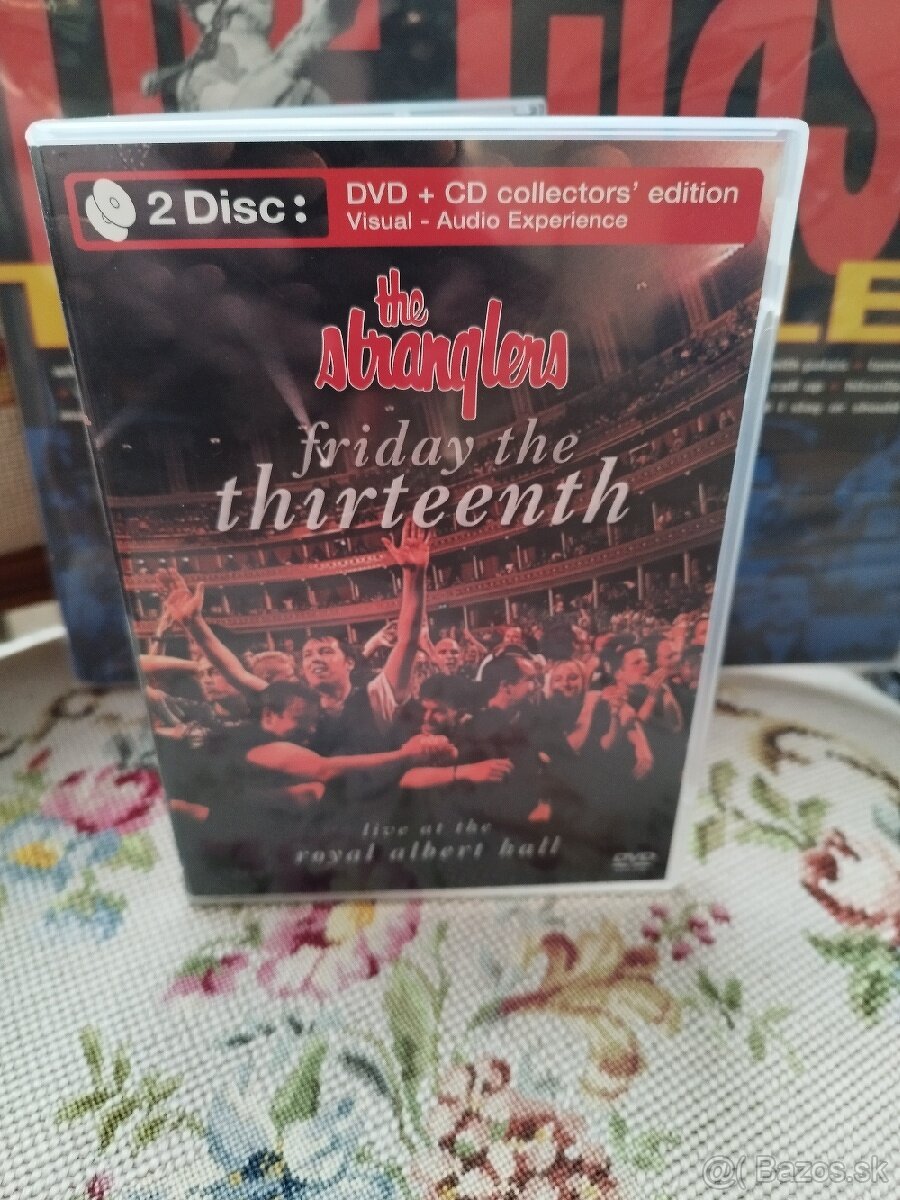 2 Disc:
DVD + CD collectors' edition
Visual - Audio Experience
the
stranglers
friday the
thirteenth
live at the
royal albert hall
DVD
@( Bazos.sk